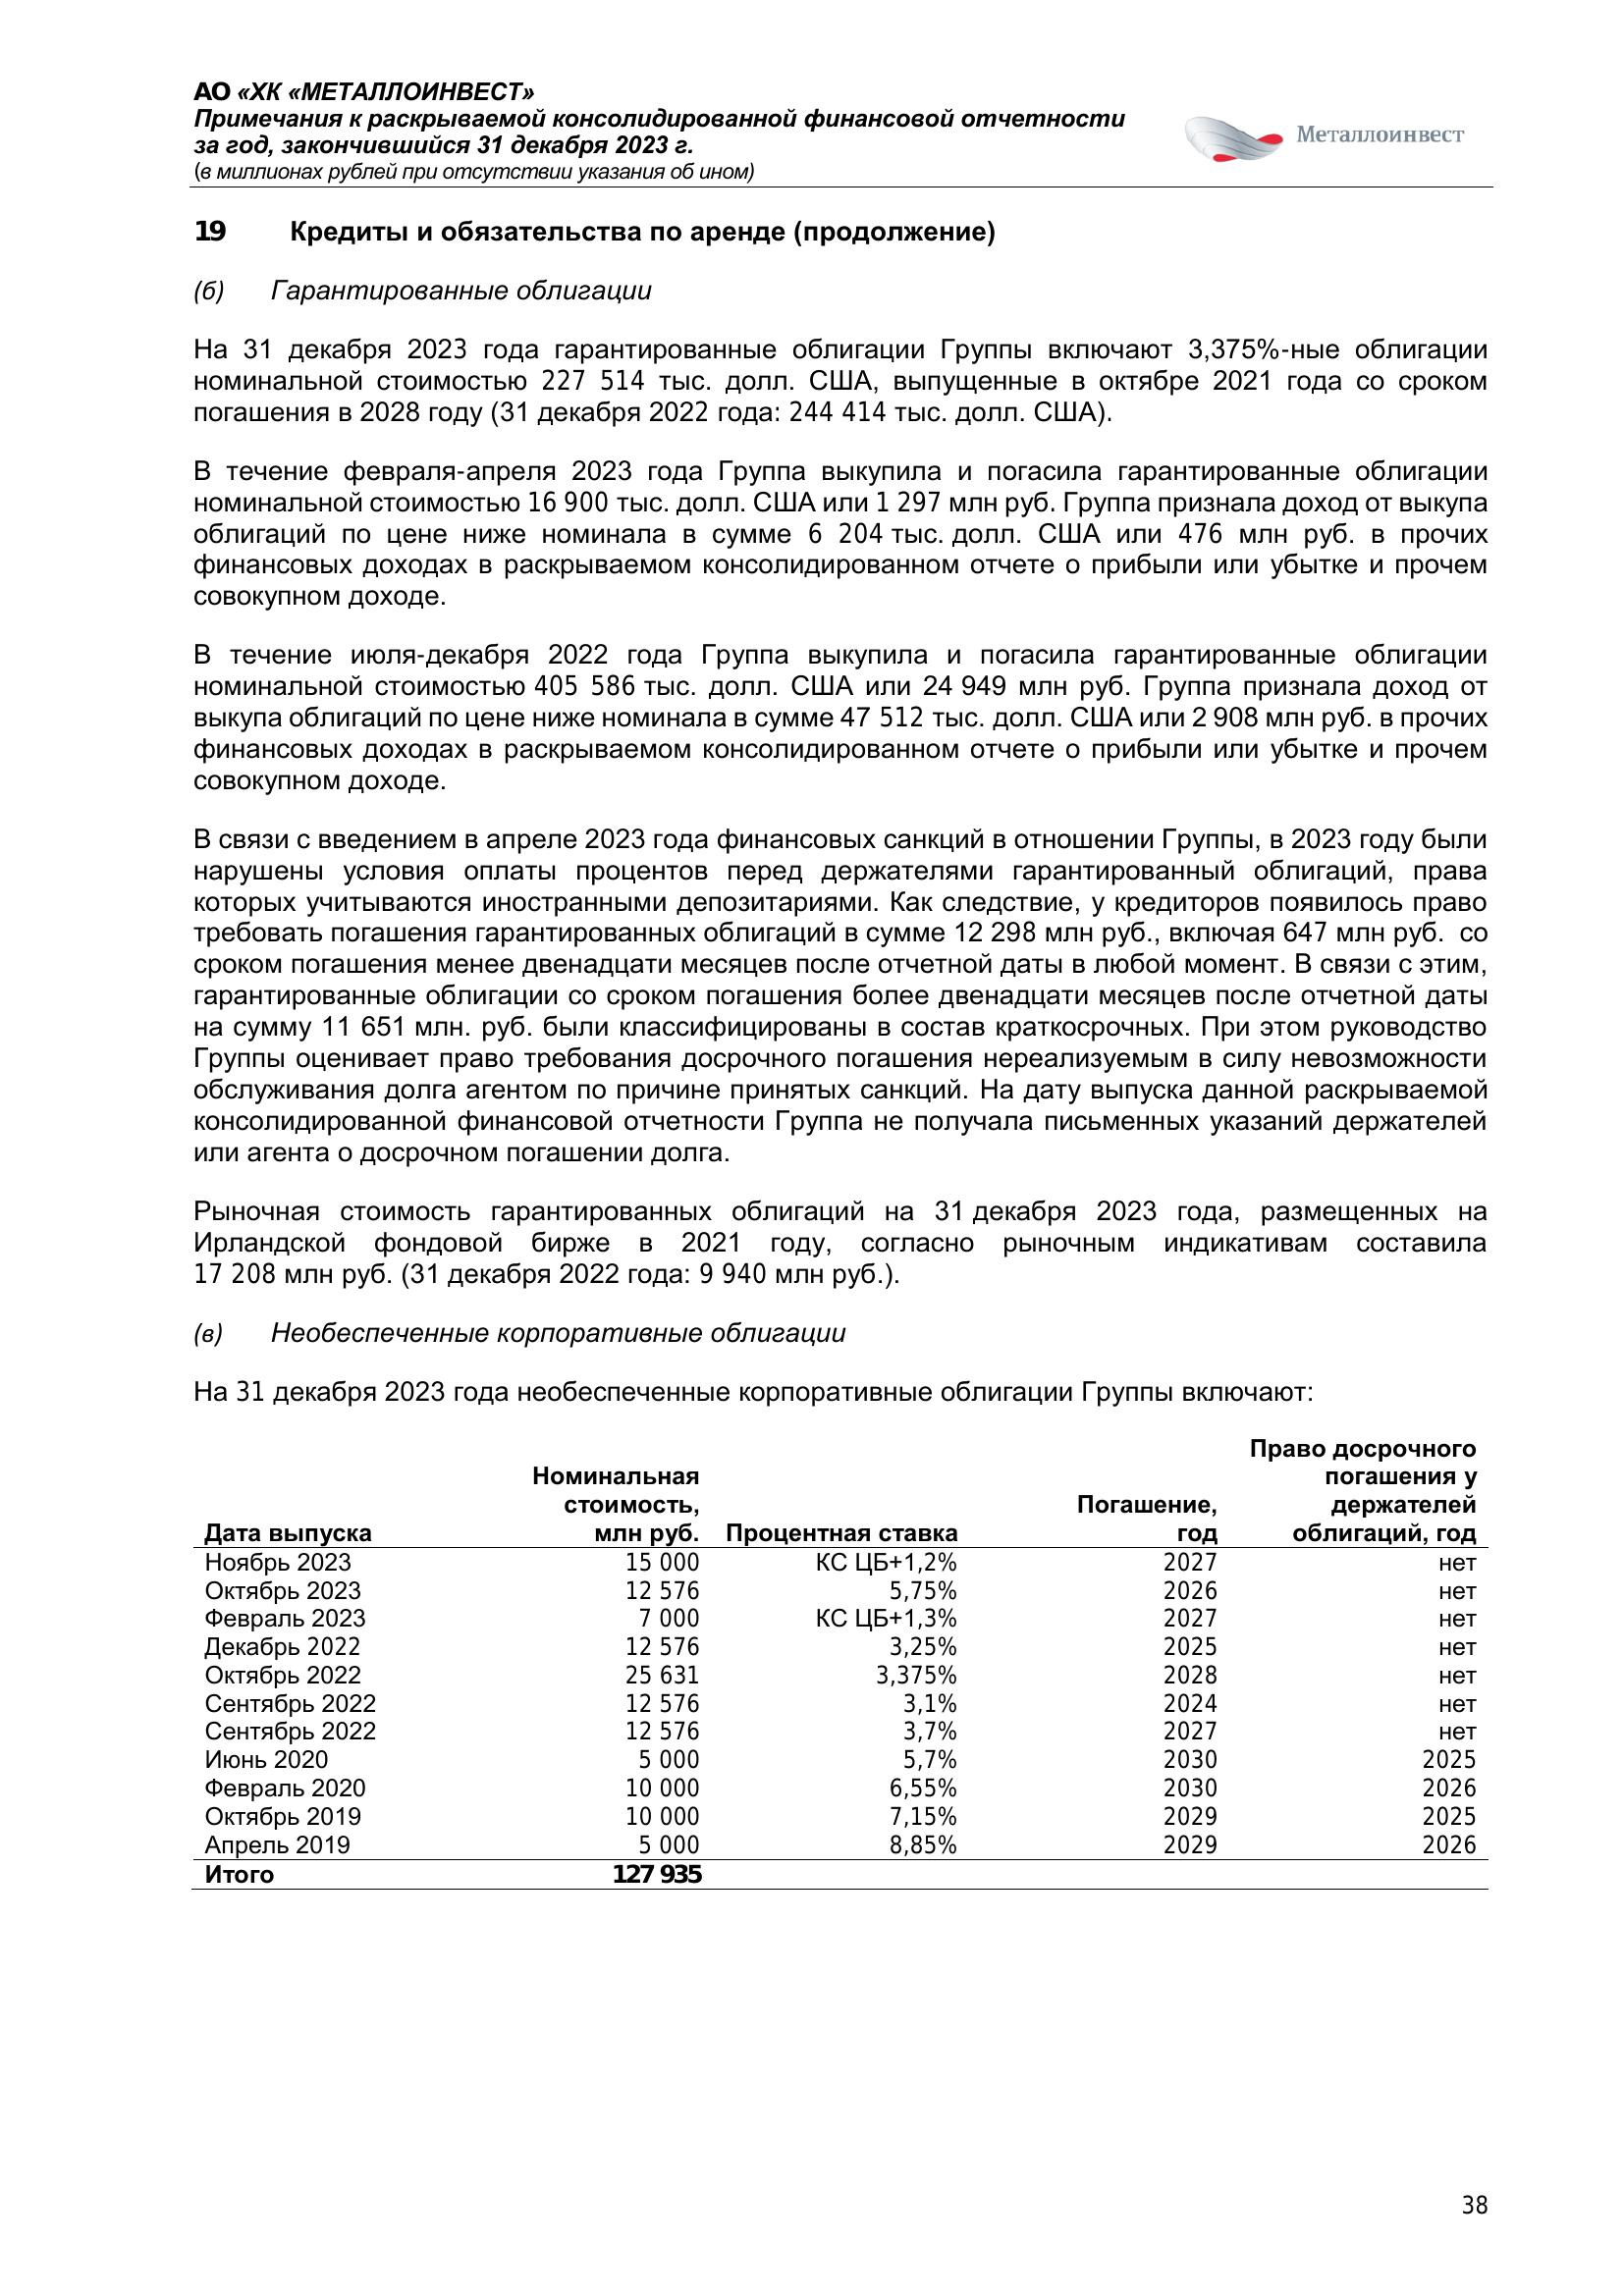 АО «ХК «МЕТАЛЛОИНВЕСТ»
Примечания к раскрываемой консолидированной финансовой отчетности
за год, закончившийся 31 декабря 2023 г.
(в миллионах рублей при отсутствии указания об ином)
Металлоинвест
19 Кредиты и обязательства по аренде (продолжение)
(б) Гарантированные облигации
На 31 декабря 2023 года гарантированные облигации Группы включают 3,375%-ные облигации
номинальной стоимостью 227 514 тыс. долл. США, выпущенные в октябре 2021 года со сроком
погашения в 2028 году (31 декабря 2022 года: 244 414 тыс. долл. США).
В течение февраля-апреля 2023 года Группа выкупила и погасила гарантированные облигации
номинальной стоимостью 16 900 тыс. долл. США или 1 297 млн руб. Группа признала доход от выкупа
облигаций по цене ниже номинала в сумме 6 204 тыс. долл. США или 476 млн руб. в прочих
финансовых доходах в раскрываемом консолидированном отчете о прибыли или убытке и прочем
совокупном доходе.
В течение июля-декабря 2022 года Группа выкупила и погасила гарантированные облигации
номинальной стоимостью 405 586 тыс. долл. США или 24 949 млн руб. Группа признала доход от
выкупа облигаций по цене ниже номинала в сумме 47 512 тыс. долл. США или 2 908 млн руб. в прочих
финансовых доходах в раскрываемом консолидированном отчете о прибыли или убытке и прочем
совокупном доходе.
В связи с введением в апреле 2023 года финансовых санкций в отношении Группы, в 2023 году были
нарушены условия оплаты процентов перед держателями гарантированный облигаций, права
которых учитываются иностранными депозитариями. Как следствие, у кредиторов появилось право
требовать погашения гарантированных облигаций в сумме 12 298 млн руб., включая 647 млн руб. со
сроком погашения менее двенадцати месяцев после отчетной даты в любой момент. В связи с этим,
гарантированные облигации со сроком погашения более двенадцати месяцев после отчетной даты
на сумму 11 651 млн. руб. были классифицированы в состав краткосрочных. При этом руководство
Группы оценивает право требования досрочного погашения нереализуемым в силу невозможности
обслуживания долга агентом по причине принятых санкций. На дату выпуска данной раскрываемой
консолидированной финансовой отчетности Группа не получала письменных указаний держателей
или агента о досрочном погашении долга.
Рыночная стоимость гарантированных облигаций на 31 декабря 2023 года, размещенных на
Ирландской фондовой бирже в 2021 году, согласно рыночным индикативам составила
17 208 млн руб. (31 декабря 2022 года: 9 940 млн руб.).
(в) Необеспеченные корпоративные облигации
На 31 декабря 2023 года необеспеченные корпоративные облигации Группы включают:
Право досрочного
Номинальная погашения у
стоимость, Погашение, держателей
Дата выпуска млн руб. Процентная ставка год облигаций, год
Ноябрь 2023 15 000 КС ЦБ+1,2% 2027 нет
Октябрь 2023 12 576 5,75% 2026 нет
Февраль 2023 7 000 КС ЦБ+1,3% 2027 нет
Декабрь 2022 12 576 3,25% 2025 нет
Октябрь 2022 25 631 3,375% 2028 нет
Сентябрь 2022 12 576 3,1% 2024 нет
Сентябрь 2022 12 576 3,7% 2027 нет
Июнь 2020 5 000 5,7% 2030 2025
Февраль 2020 10 000 6,55% 2030 2026
Октябрь 2019 10 000 7,15% 2029 2025
Апрель 2019 5 000 8,85% 2029 2026
Итого 127 935
38